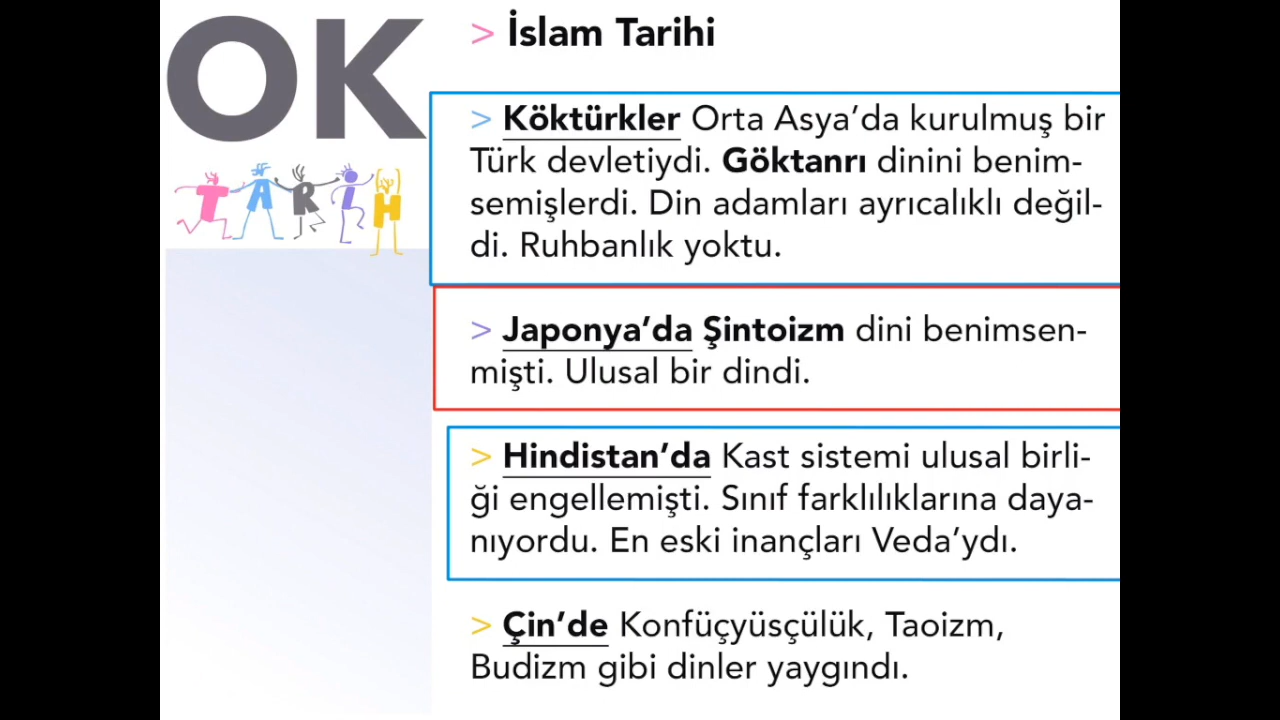 OK
TARİH
> İslam Tarihi
> Köktürkler Orta Asya’da kurulmuş bir
Türk devletiydi. Göktanrı dinini benim-
semişlerdi. Din adamları ayrıcalıklı değil-
di. Ruhbanlık yoktu.
> Japonya’da Şintoizm dini benimsen-
mişti. Ulusal bir dindi.
> Hindistan’da Kast sistemi ulusal birli-
ği engellemişti. Sınıf farklılıklarına daya-
nıyordu. En eski inançları Veda’ydı.
> Çin’de Konfüçyüsçülük, Taoizm,
Budizm gibi dinler yaygındı.